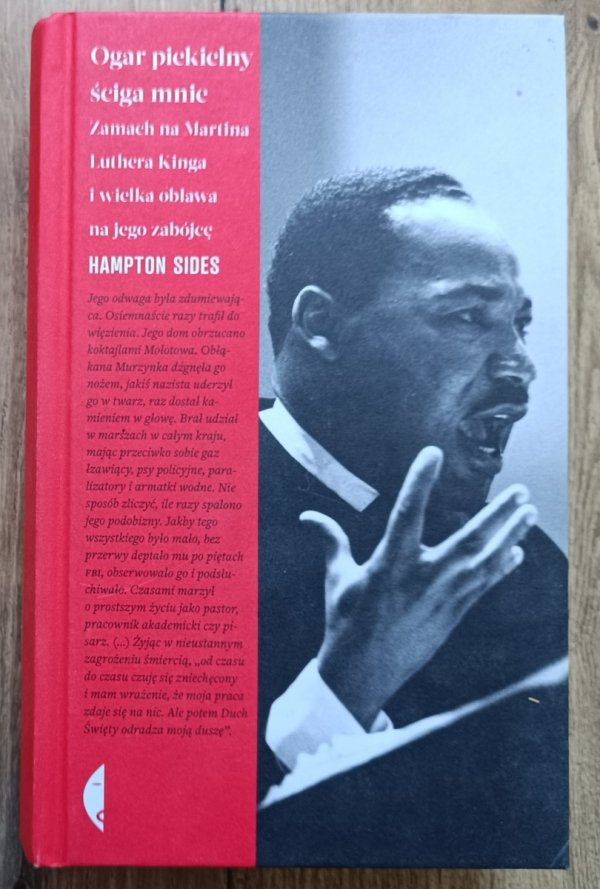 Ogar piekielny
ściga mnie
Zamach na Martina
Luthera Kinga
i wielka obława
na jego zabójcę
HAMPTON SIDES
Jego odwaga była zdumiewają-
ca. Osiemnaście razy trafił do
więzienia. Jego dom obrzucano
koktajlami Mołotowa. Obłą-
kana Murzynka dźgnęła go
nożem, jakiś nazista uderzył
go w twarz, raz dostał ka-
mieniem w głowę. Brał udział
w marszach w całym kraju,
mając przeciwko sobie gaz
łzawiący, psy policyjne, para-
lizatory i armatki wodne. Nie
sposób zliczyć, ile razy spalono
jego podobizny. Jakby tego
wszystkiego było mało, bez
przerwy deptało mu po piętach
FBI, obserwowało go i podsłu-
chiwało. Czasami marzył
o prostszym życiu jako pastor,
pracownik akademicki czy pi-
sarz. (...) Żyjąc w nieustannym
zagrożeniu śmiercią, „od czasu
do czasu czuję się zniechęcony
i mam wrażenie, że moja praca
zdaje się na nic. Ale potem Duch
Święty odradza moją duszę”.